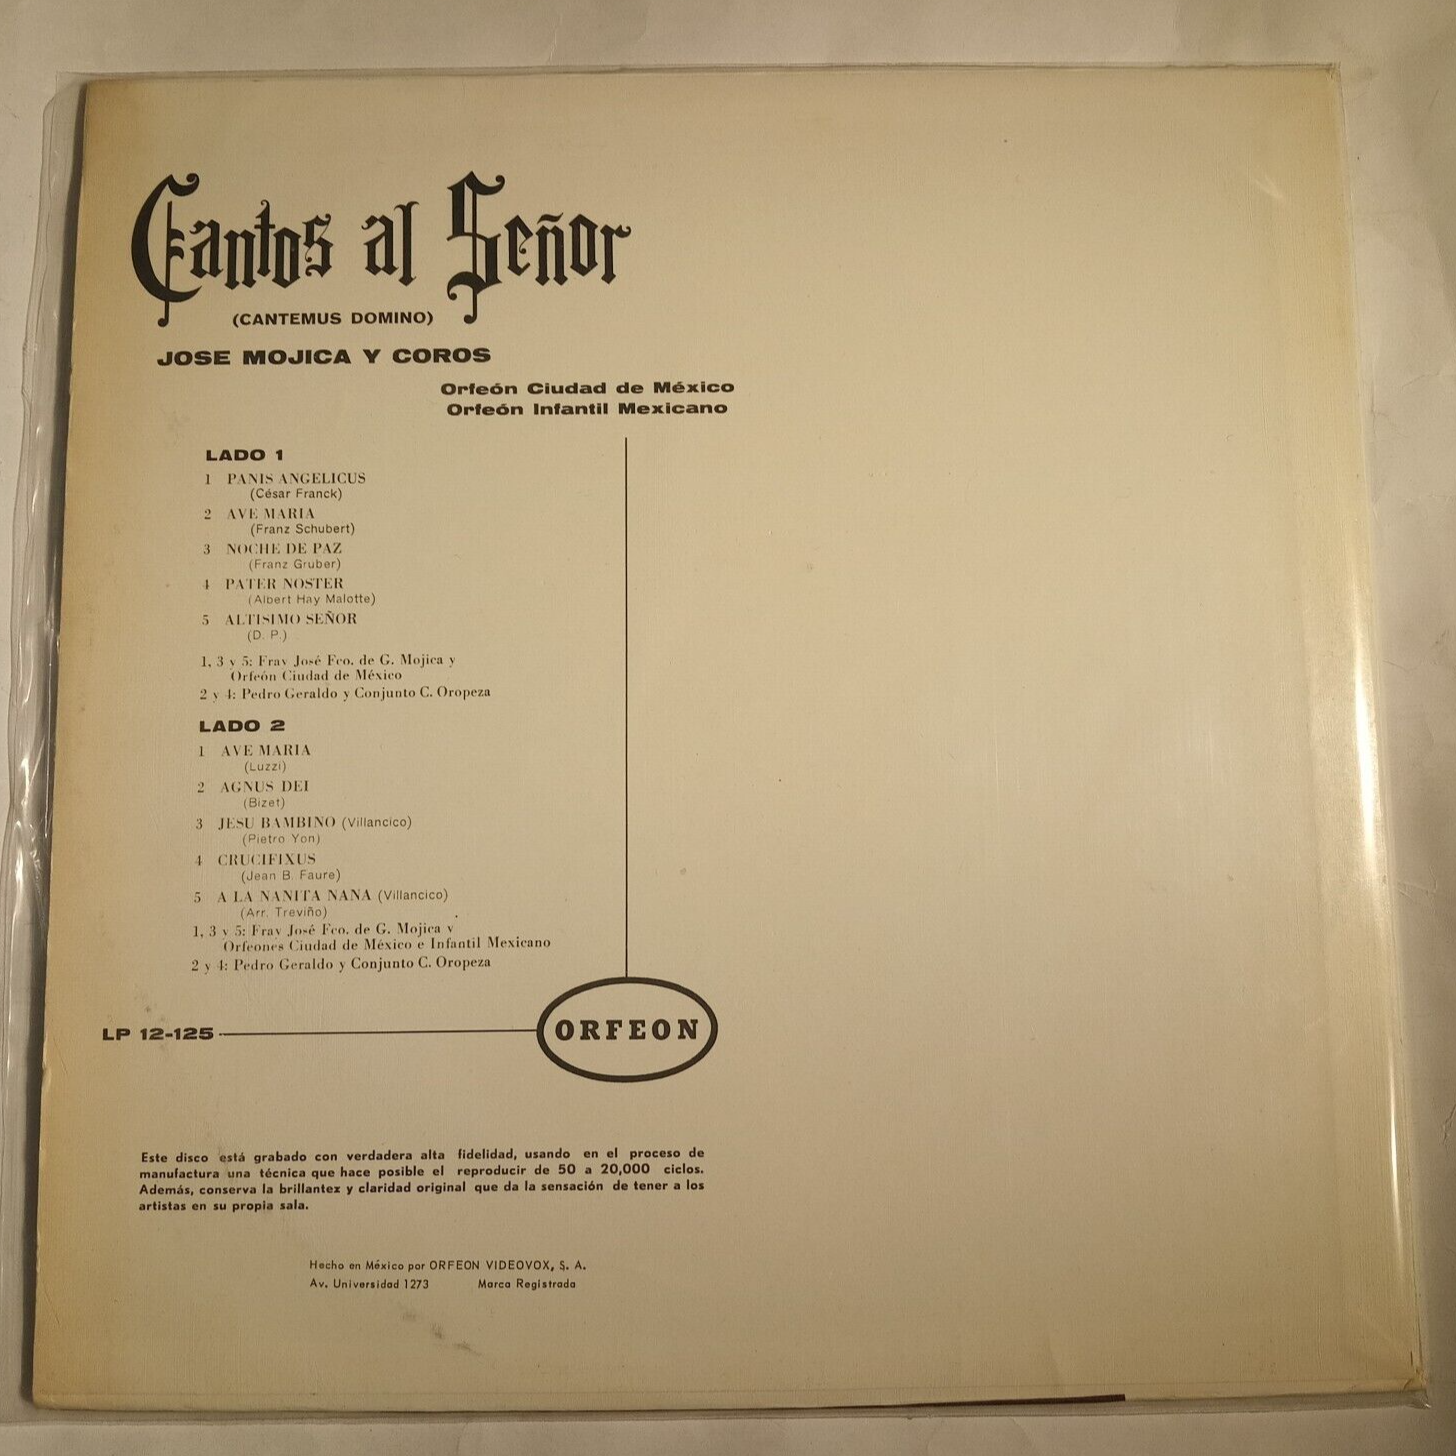 Cantos al Señor
(CANTEMUS DOMINO)
JOSE MOJICA Y COROS
Orfeón Ciudad de México
Orfeón Infantil Mexicano
LADO 1
1 PANIS ANGELICUS
(César Franck)
2 AVE MARIA
(Franz Schubert)
3 NOCHE DE PAZ
(Franz Gruber)
4 PATER NOSTER
(Albert Hay Malotte)
5 ALTISIMO SEÑOR
(D. P.)
1, 3 y 5: Fray José Fco. de G. Mojica y
Orfeón Ciudad de México
2 y 4: Pedro Geraldo y Conjunto C. Oropeza
LADO 2
1 AVE MARIA
(Luzzi)
2 AGNUS DEI
(Bizet)
3 JESU BAMBINO (Villancico)
(Pietro Yon)
4 CRUCIFIXUS
(Jean B. Faure)
5 A LA NANITA NANA (Villancico)
(Arr. Treviño)
1, 3 y 5: Fray José Fco. de G. Mojica y
Orfeones Ciudad de México e Infantil Mexicano
2 y 4: Pedro Geraldo y Conjunto C. Oropeza
LP 12-125
ORFEON
Este disco está grabado con verdadera alta fidelidad, usando en el proceso de
manufactura una técnica que hace posible el reproducir de 50 a 20,000 ciclos.
Además, conserva la brillantez y claridad original que da la sensación de tener a los
artistas en su propia sala.
Hecho en México por ORFEON VIDEOVOX, S. A.
Av. Universidad 1273 Marca Registrada